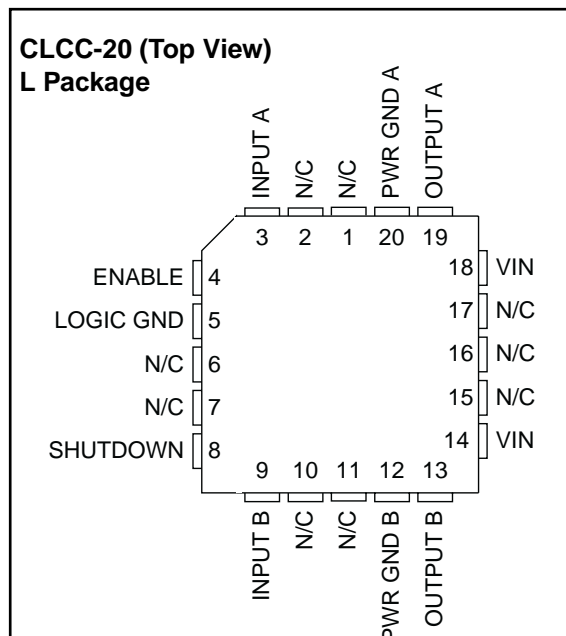 CLCC-20 (Top View)
L Package
INPUT A
N/C
N/C
PWR GND A
OUTPUT A
3 2 1 20 19
ENABLE 4
LOGIC GND 5
N/C 6
N/C 7
SHUTDOWN 8
18 VIN
17 N/C
16 N/C
15 N/C
14 VIN
9 10 11 12 13
INPUT B
N/C
N/C
PWR GND B
OUTPUT B